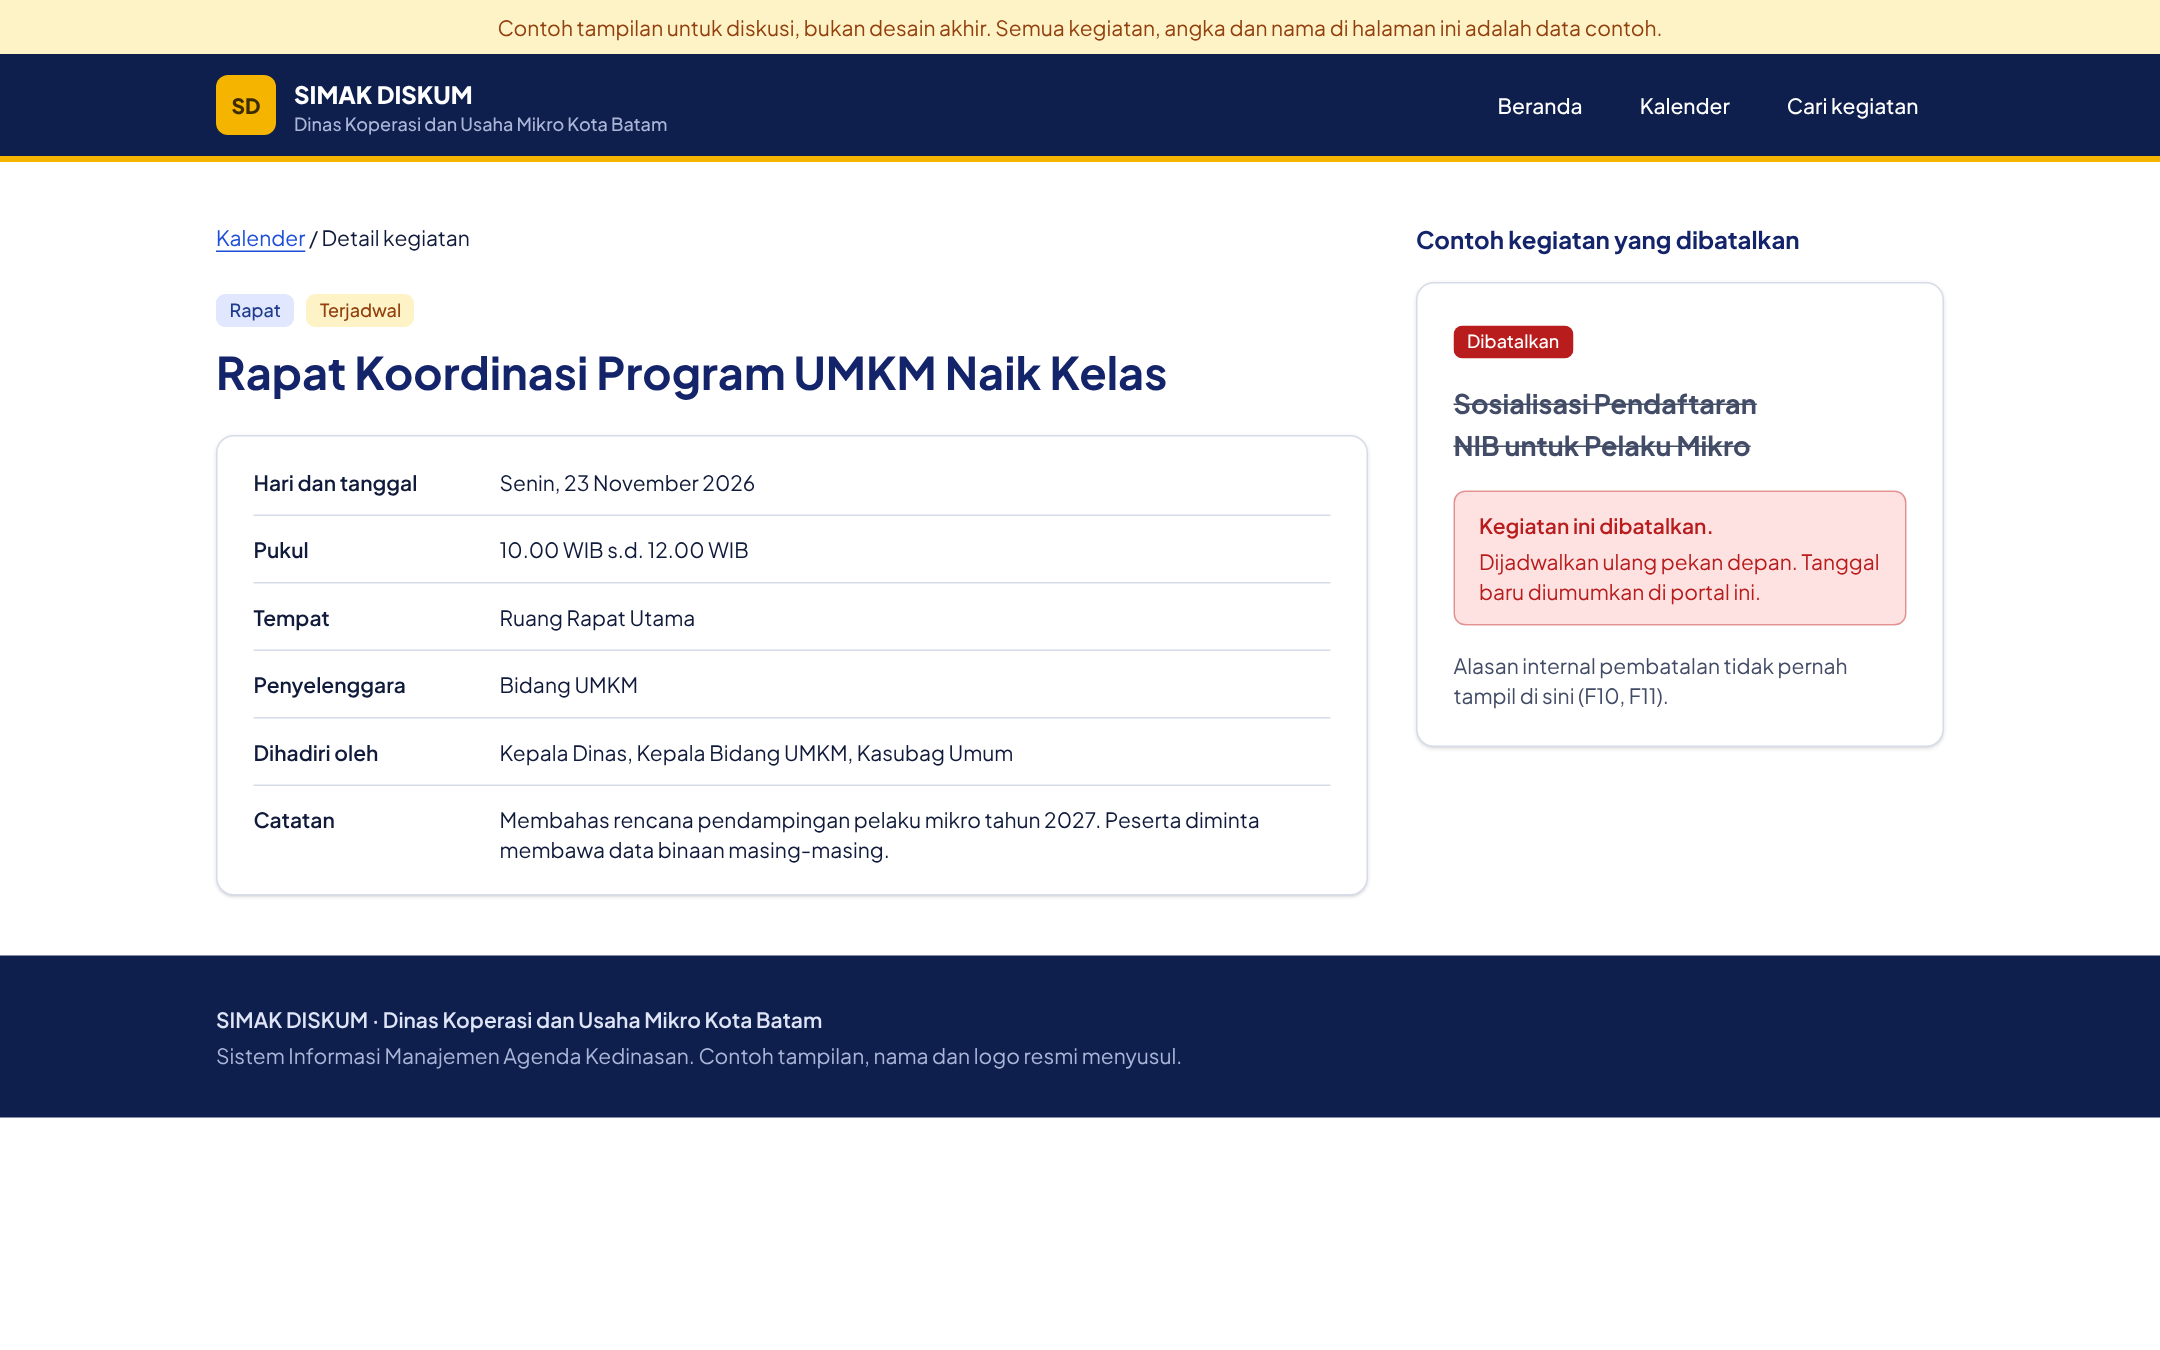 Contoh tampilan untuk diskusi, bukan desain akhir. Semua kegiatan, angka dan nama di halaman ini adalah data contoh.
SD
SIMAK DISKUM
Dinas Koperasi dan Usaha Mikro Kota Batam
Beranda
Kalender
Cari kegiatan
Kalender / Detail kegiatan
Rapat
Terjadwal
Rapat Koordinasi Program UMKM Naik Kelas
Hari dan tanggal
Senin, 23 November 2026
Pukul
10.00 WIB s.d. 12.00 WIB
Tempat
Ruang Rapat Utama
Penyelenggara
Bidang UMKM
Dihadiri oleh
Kepala Dinas, Kepala Bidang UMKM, Kasubag Umum
Catatan
Membahas rencana pendampingan pelaku mikro tahun 2027. Peserta diminta
membawa data binaan masing-masing.
Contoh kegiatan yang dibatalkan
Dibatalkan
Sosialisasi Pendaftaran
NIB untuk Pelaku Mikro
Kegiatan ini dibatalkan.
Dijadwalkan ulang pekan depan. Tanggal
baru diumumkan di portal ini.
Alasan internal pembatalan tidak pernah
tampil di sini (F10, F11).
SIMAK DISKUM · Dinas Koperasi dan Usaha Mikro Kota Batam
Sistem Informasi Manajemen Agenda Kedinasan. Contoh tampilan, nama dan logo resmi menyusul.